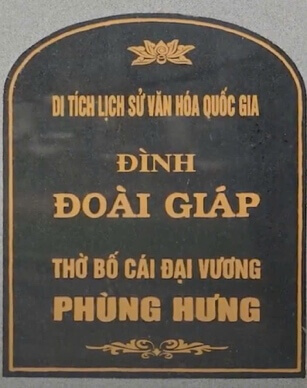 DI TÍCH LỊCH SỬ VĂN HÓA QUỐC GIA
ĐÌNH
ĐOÀI GIÁP
THỜ BỐ CÁI ĐẠI VƯƠNG
PHÙNG HƯNG